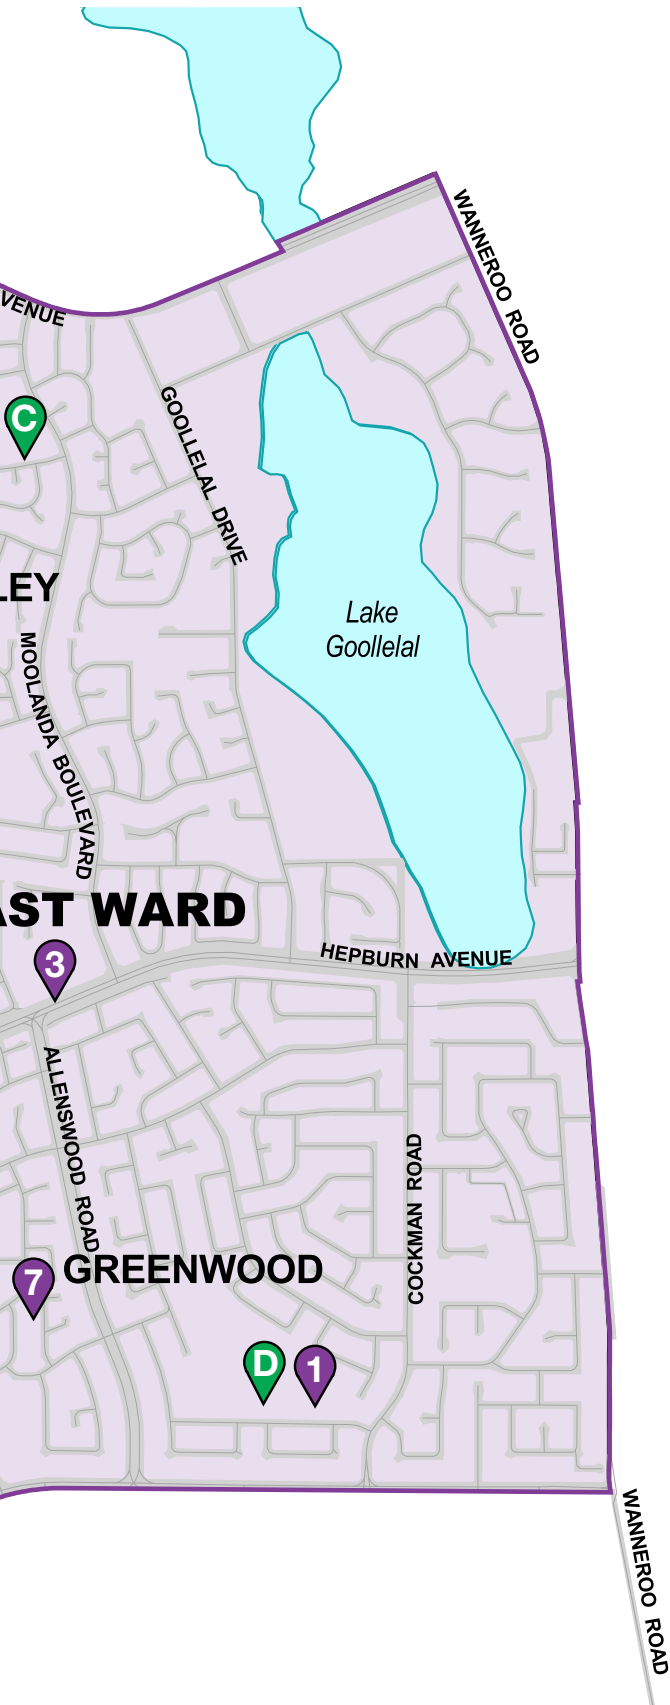 WANNEROO ROAD
VENUE
C
GOOLLELAL DRIVE
LEY
Lake
Goollelal
MOOLANDA BOULEVARD
AST WARD
3
HEPBURN AVENUE
ALLENSWOOD ROAD
COCKMAN ROAD
GREENWOOD
7
D
1
WANNEROO ROAD